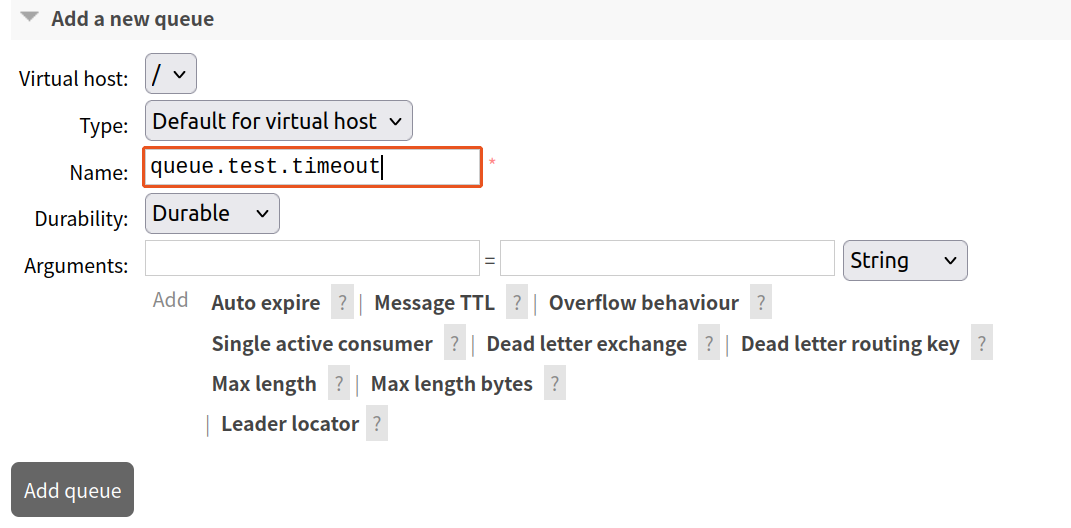 Add a new queue
Virtual host: /
Type: Default for virtual host
Name: queue.test.timeout *
Durability: Durable
Arguments: = String
Add Auto expire ? | Message TTL ? | Overflow behaviour ?
Single active consumer ? | Dead letter exchange ? | Dead letter routing key ?
Max length ? | Max length bytes ?
| Leader locator ?
Add queue